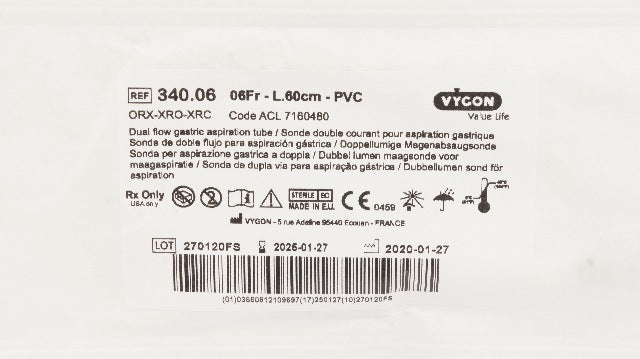 REF 340.06 06Fr - L.60cm - PVC
VYGON
Value Life
ORX-XRO-XRC Code ACL 7160480
Dual flow gastric aspiration tube / Sonde double courant pour aspiration gastrique
Sonda de doble flujo para aspiración gástrica / Doppellumige Magenabsaugsonde
Sonda per aspirazione gastrica a doppia / Dubbel lumen maagsonde voor
maagaspiratie / Sonda de dupla via para aspiração gástrica / Dubbellumen sond för
aspiration
Rx Only
USA only
STERILE
MADE IN E.U.
CE 0459
VYGON - 5 rue Adeline 95440 Ecouen - FRANCE
LOT 270120FS 2025-01-27 2020-01-27
(17)250127(10)270120FS